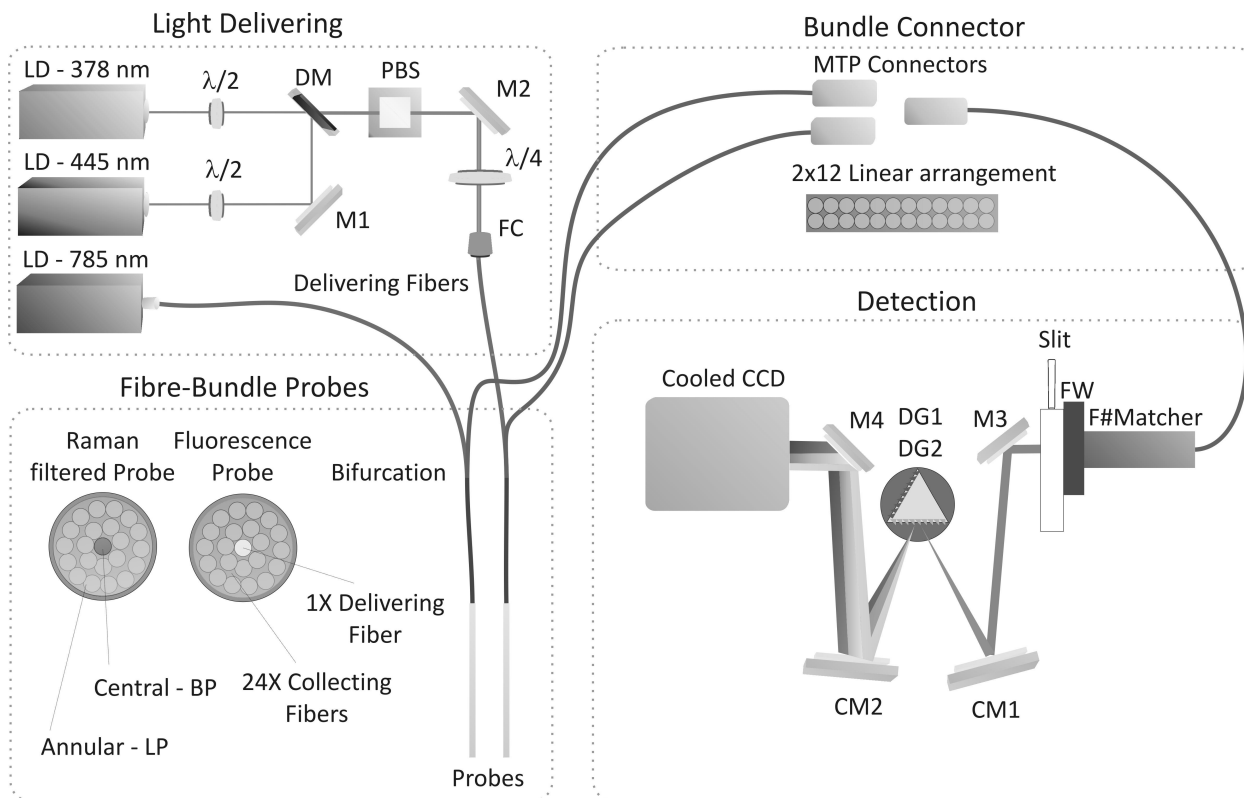 Light Delivering
LD - 378 nm
λ/2
DM
PBS
M2
LD - 445 nm
λ/2
M1
λ/4
FC
LD - 785 nm
Delivering Fibers
Bundle Connector
MTP Connectors
2x12 Linear arrangement
Fibre-Bundle Probes
Raman
filtered Probe
Fluorescence
Probe
Bifurcation
1X Delivering
Fiber
Central - BP
24X Collecting
Fibers
Annular - LP
Probes
Detection
Slit
Cooled CCD
FW
M4
DG1
DG2
M3
F#Matcher
CM2
CM1